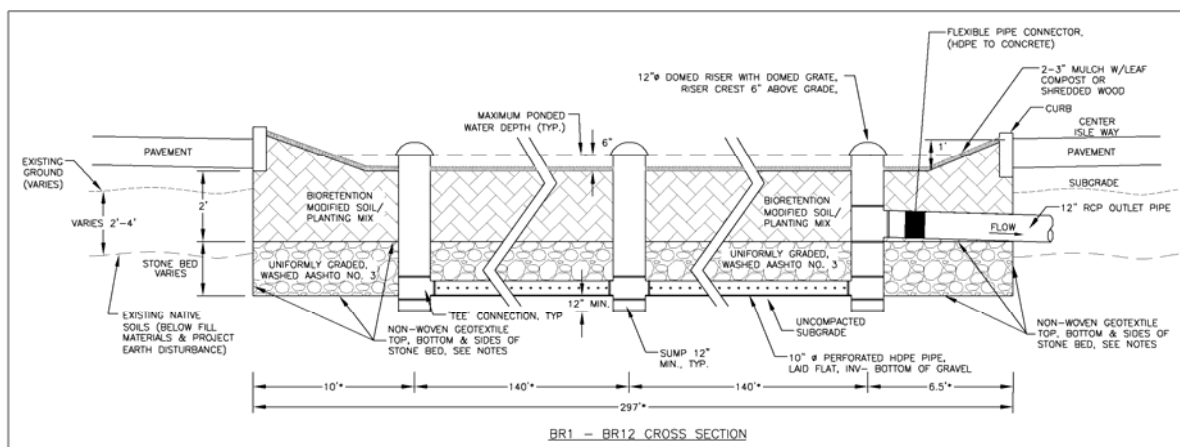 FLEXIBLE PIPE CONNECTOR,
(HDPE TO CONCRETE)
12"ø DOMED RISER WITH DOMED GRATE,
RISER CREST 6" ABOVE GRADE,
2-3" MULCH W/LEAF
COMPOST OR
SHREDDED WOOD
MAXIMUM PONDED
WATER DEPTH (TYP.)
6"
CURB
CENTER
ISLE WAY
1'
PAVEMENT
PAVEMENT
EXISTING
GROUND
(VARIES)
SUBGRADE
BIORETENTION
MODIFIED SOIL/
PLANTING MIX
BIORETENTION
MODIFIED SOIL/
PLANTING MIX
2'
VARIES 2'-4'
12" RCP OUTLET PIPE
FLOW
STONE BED
VARIES
UNIFORMLY GRADED,
WASHED AASHTO NO. 3
UNIFORMLY GRADED,
WASHED AASHTO NO. 3
12" MIN.
EXISTING NATIVE
SOILS (BELOW FILL
MATERIALS & PROJECT
EARTH DISTURBANCE)
'TEE' CONNECTION, TYP
NON-WOVEN GEOTEXTILE
TOP, BOTTOM & SIDES OF
STONE BED, SEE NOTES
SUMP 12"
MIN., TYP.
UNCOMPACTED
SUBGRADE
10" ø PERFORATED HDPE PIPE,
LAID FLAT, INV- BOTTOM OF GRAVEL
NON-WOVEN GEOTEXTILE
TOP, BOTTOM & SIDES OF
STONE BED, SEE NOTES
10'*
140'*
140'*
6.5'*
297'*
BR1 - BR12 CROSS SECTION